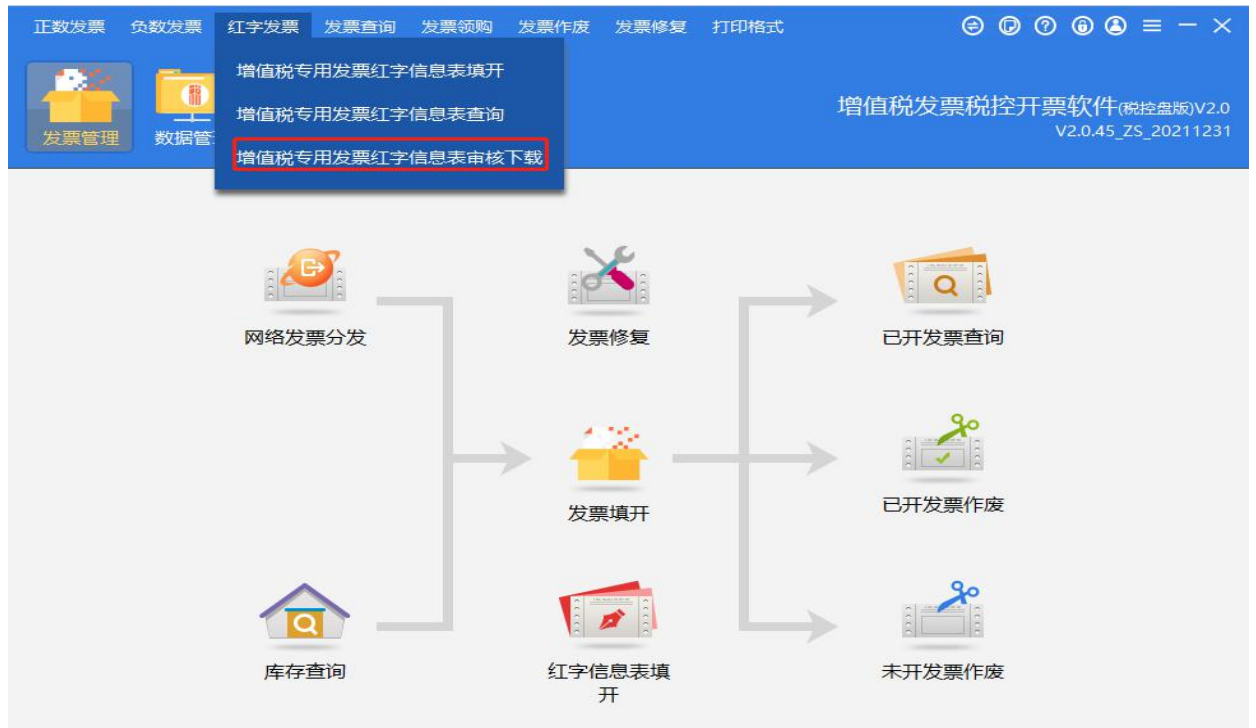 正数发票 负数发票 红字发票 发票查询 发票领购 发票作废 发票修复 打印格式
增值税专用发票红字信息表填开
增值税专用发票红字信息表查询
增值税专用发票红字信息表审核下载
发票管理
数据管
增值税发票税控开票软件(税控盘版)V2.0
V2.0.45_ZS_20211231
网络发票分发
发票修复
已开发票查询
发票填开
已开发票作废
库存查询
红字信息表填
开
未开发票作废